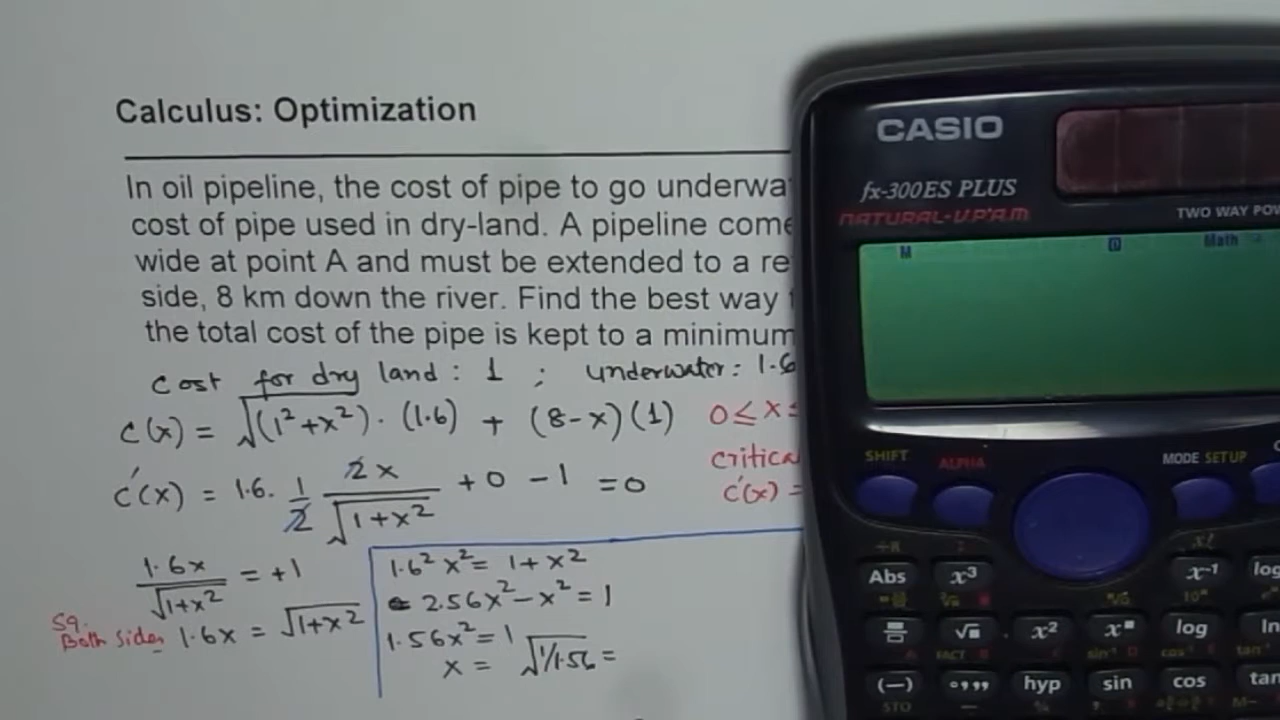 Calculus: Optimization
In oil pipeline, the cost of pipe to go underwa
cost of pipe used in dry-land. A pipeline come
wide at point A and must be extended to a re
side, 8 km down the river. Find the best way
the total cost of the pipe is kept to a minimum
cost for dry land : 1 ; underwater: 1.6
C(x) = √(1²+x²) · (1.6) + (8-x)(1) 0 ≤ x ≤
critica
C'(x) = 1.6 · 1/2 2x/√(1+x²) + 0 - 1 = 0 c'(x) =
1.6x/√(1+x²) = +1
Sq. Both sides 1.6x = √(1+x²)
1.6² x² = 1 + x²
2.56x² - x² = 1
1.56x² = 1
x = √(1/1.56) =
CASIO
fx-300ES PLUS
NATURAL-V.P.A.M.
TWO WAY POW
M D Math
SHIFT ALPHA MODE SETUP
Abs x³ x⁻¹ log
√■ x² x■ log ln
(−) °,,, hyp sin cos tan
STO